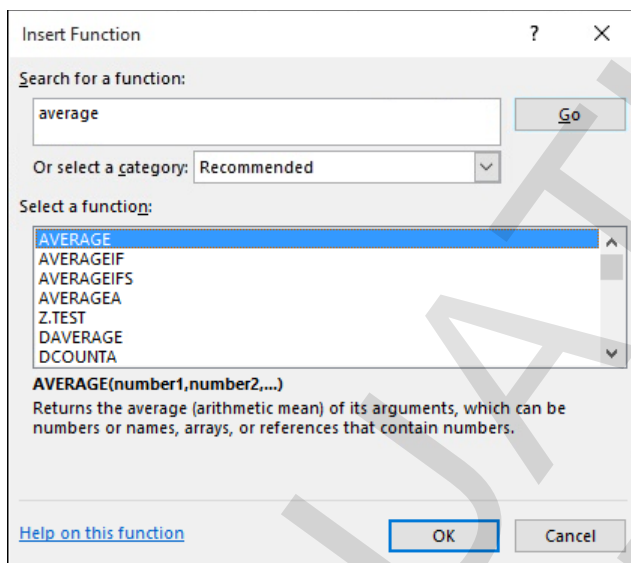 Insert Function ? X
Search for a function:
average
Go
Or select a category: Recommended
Select a function:
AVERAGE
AVERAGEIF
AVERAGEIFS
AVERAGEA
Z.TEST
DAVERAGE
DCOUNTA
AVERAGE(number1,number2,...)
Returns the average (arithmetic mean) of its arguments, which can be
numbers or names, arrays, or references that contain numbers.
Help on this function
OK
Cancel